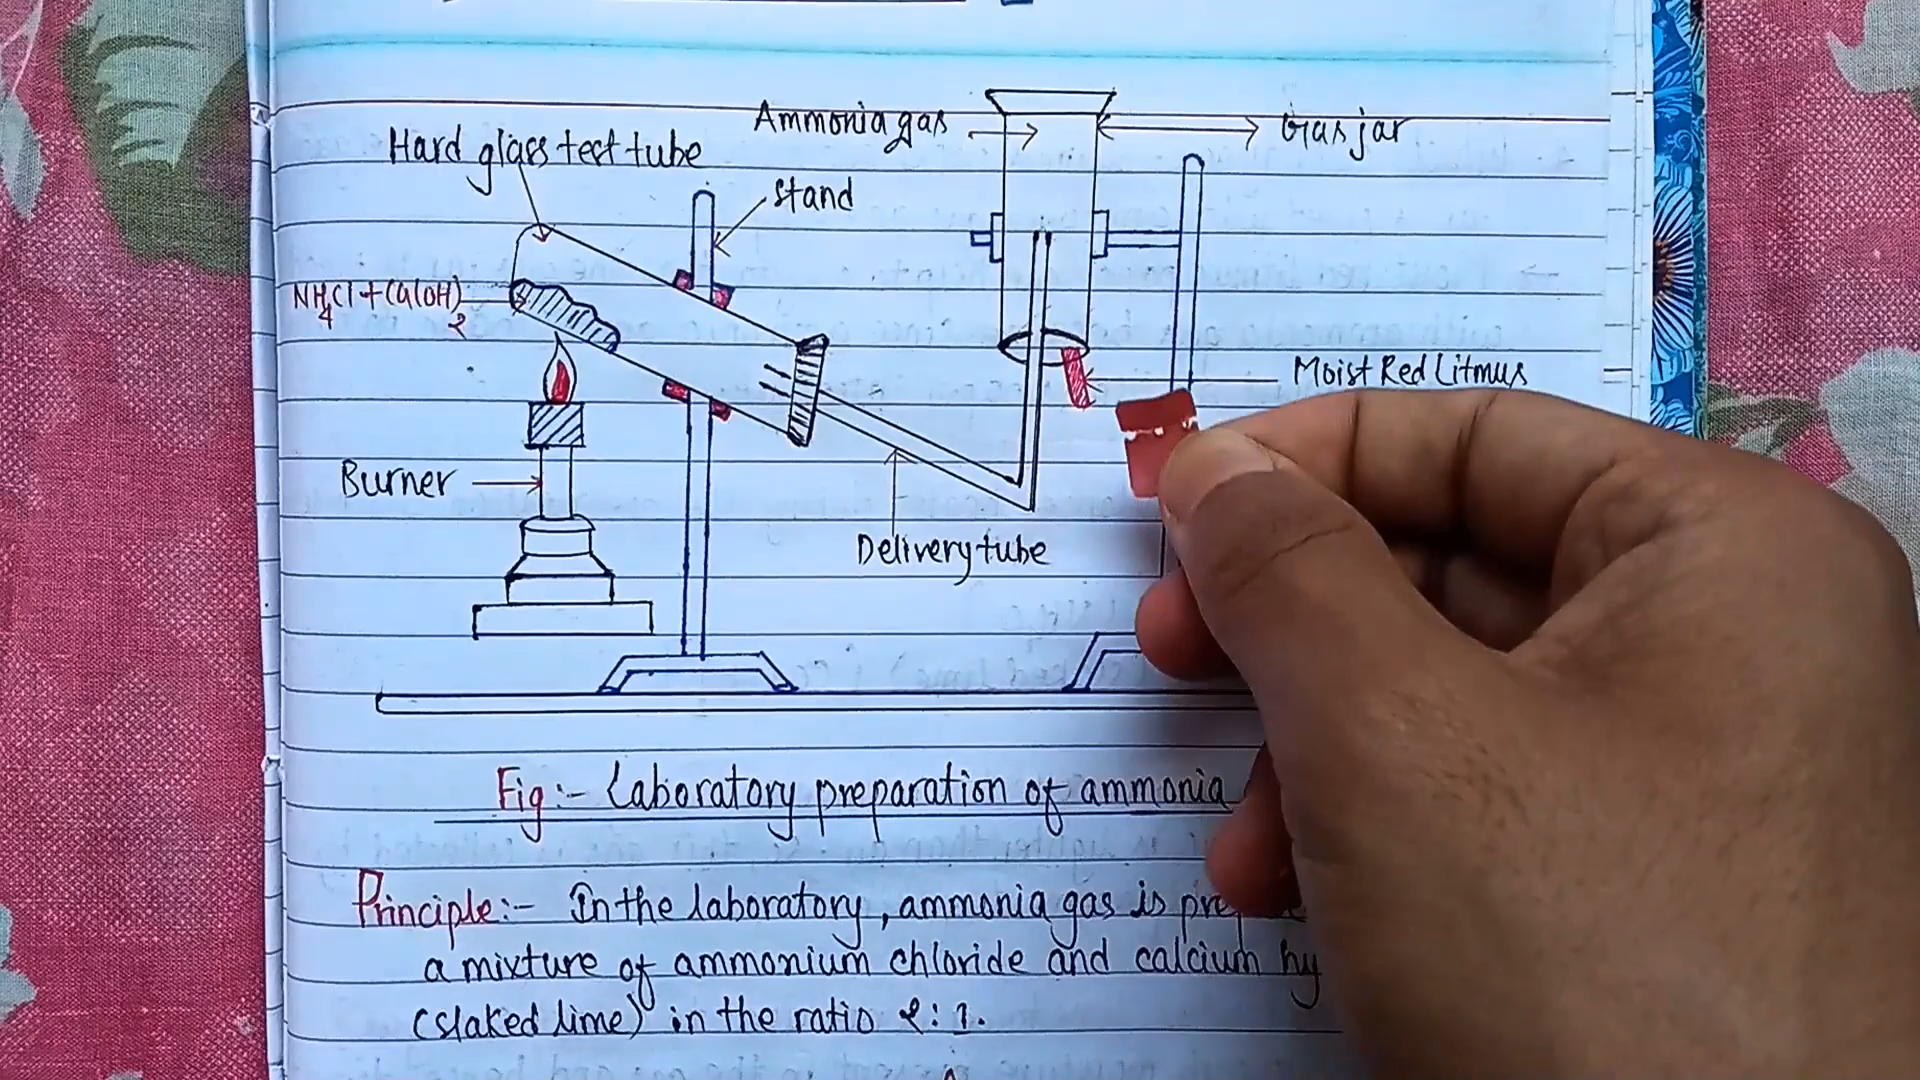 Ammonia gas
Gas jar
Hard glass test tube
Stand
NH4Cl + Ca(OH)2
Moist Red Litmus
Burner
Delivery tube
Fig:- Laboratory preparation of ammonia
Principle:- In the laboratory, ammonia gas is
a mixture of ammonium chloride and calcium hy
(slaked lime) in the ratio 2:1.